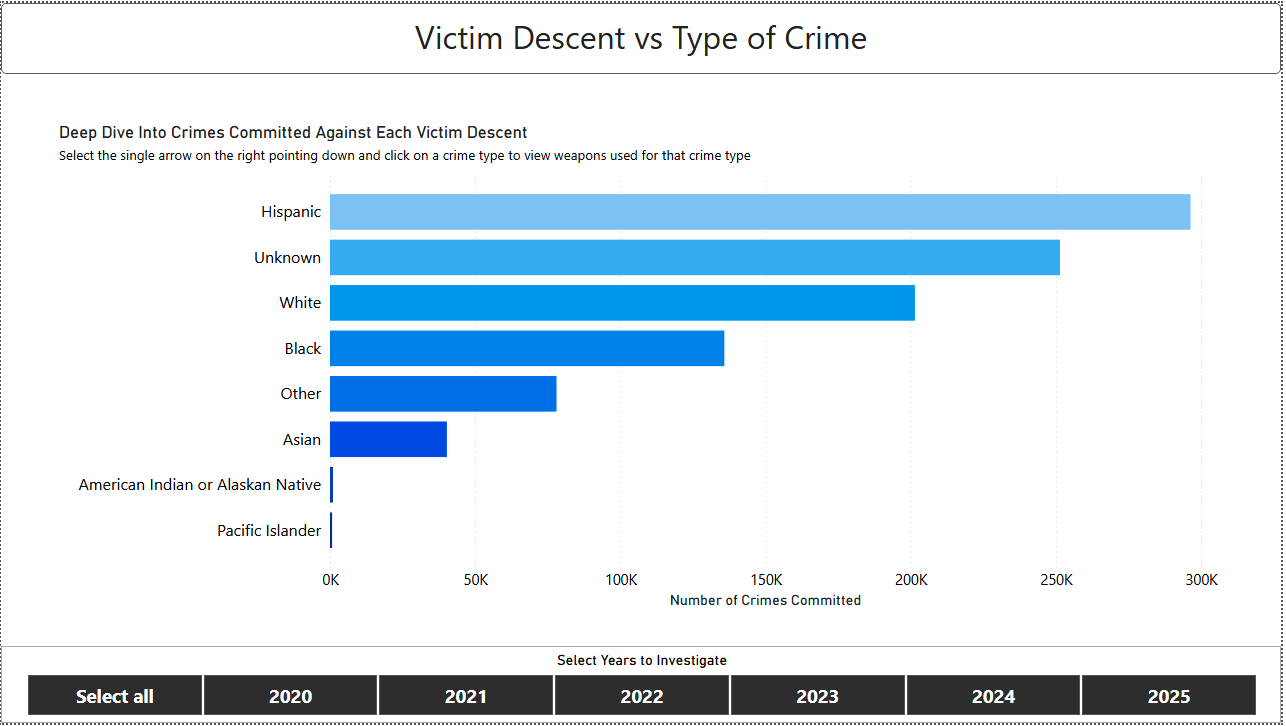 Victim Descent vs Type of Crime
Deep Dive Into Crimes Committed Against Each Victim Descent
Select the single arrow on the right pointing down and click on a crime type to view weapons used for that crime type
Hispanic
Unknown
White
Black
Other
Asian
American Indian or Alaskan Native
Pacific Islander
0K 50K 100K 150K 200K 250K 300K
Number of Crimes Committed
Select Years to Investigate
Select all 2020 2021 2022 2023 2024 2025